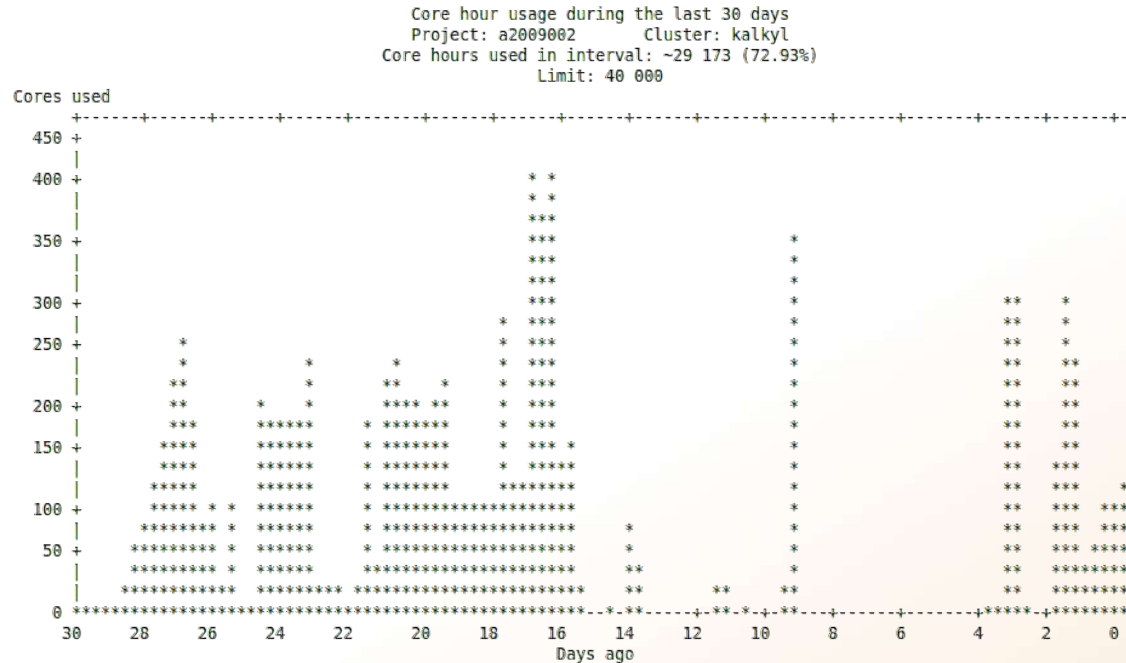 Core hour usage during the last 30 days
Project: a2009002 Cluster: kalkyl
Core hours used in interval: ~29 173 (72.93%)
Limit: 40 000
Cores used
450
400
350
300
250
200
150
100
50
0
30 28 26 24 22 20 18 16 14 12 10 8 6 4 2 0
Days ago